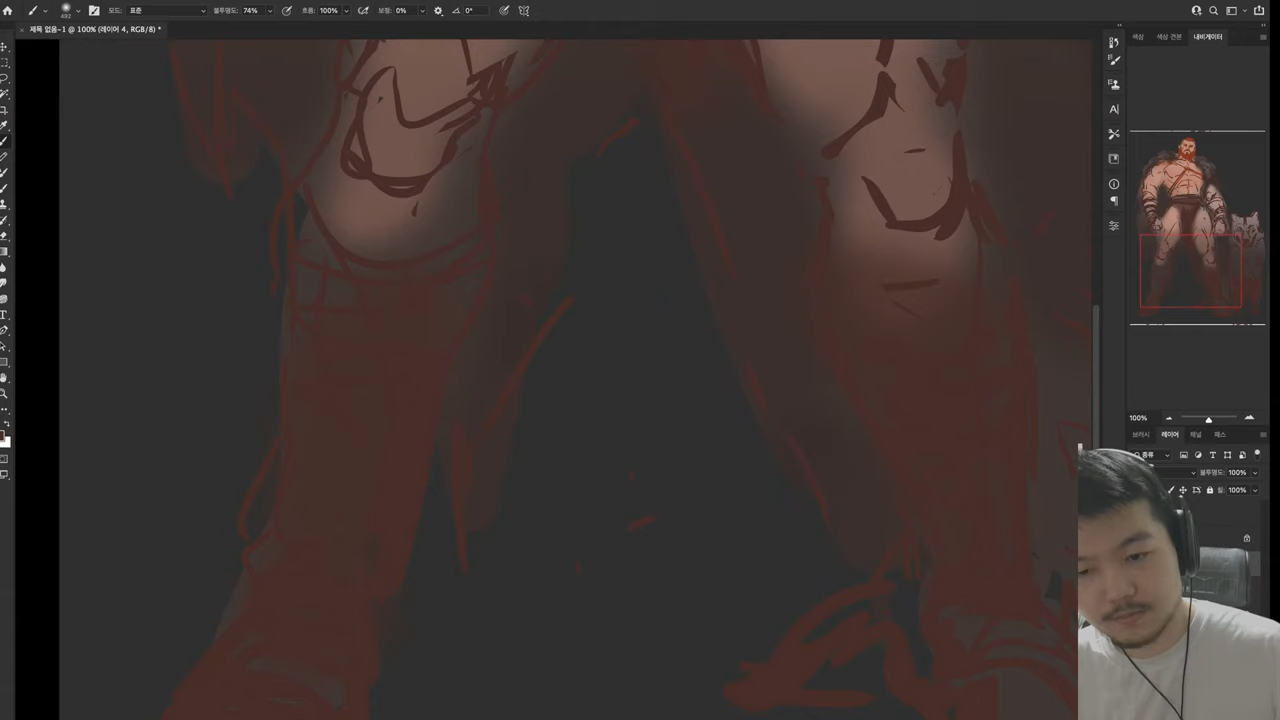 모드: 표준 불투명도: 74% 흐름: 100% 보정: 0% 0°
제목 없음-1 @ 100% (레이어 4, RGB/8) *
색상 색상 견본 내비게이터
100%
브러시 레이어 채널 패스
종류
불투명도: 100%
칠: 100%